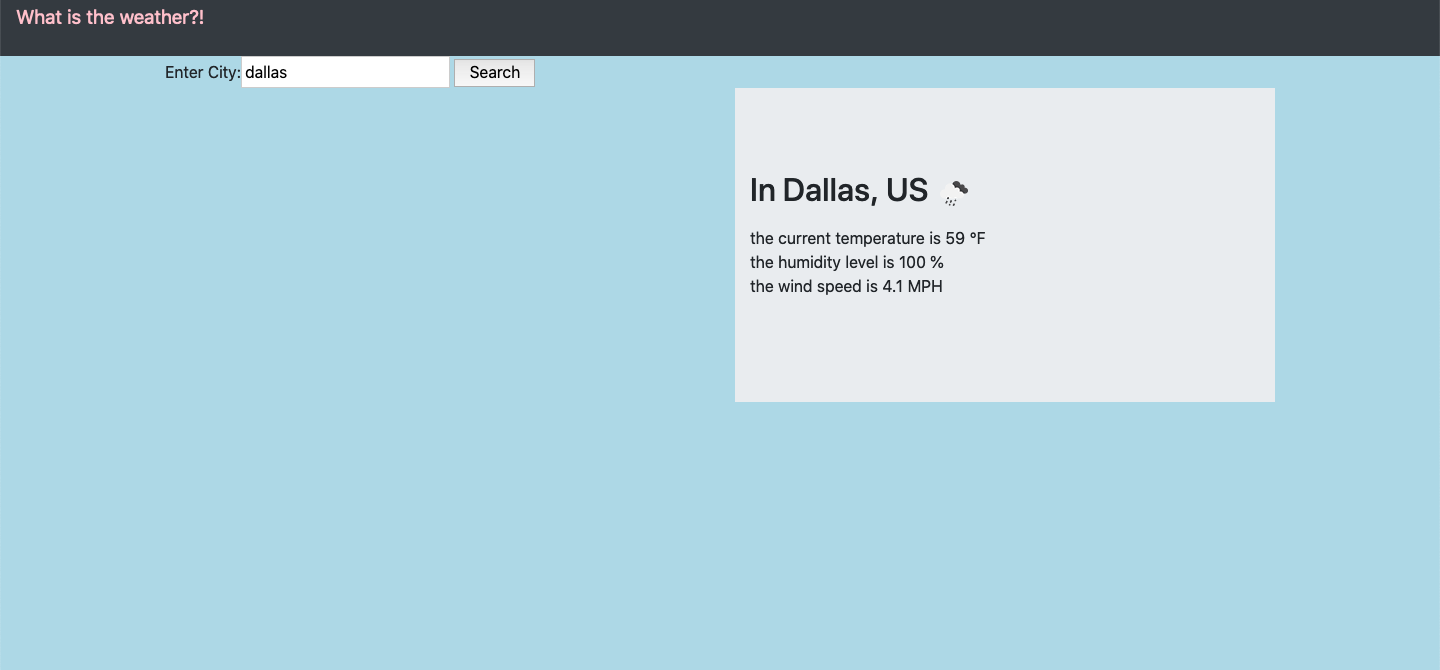 What is the weather?!
Enter City: dallas Search
In Dallas, US
the current temperature is 59 °F
the humidity level is 100 %
the wind speed is 4.1 MPH